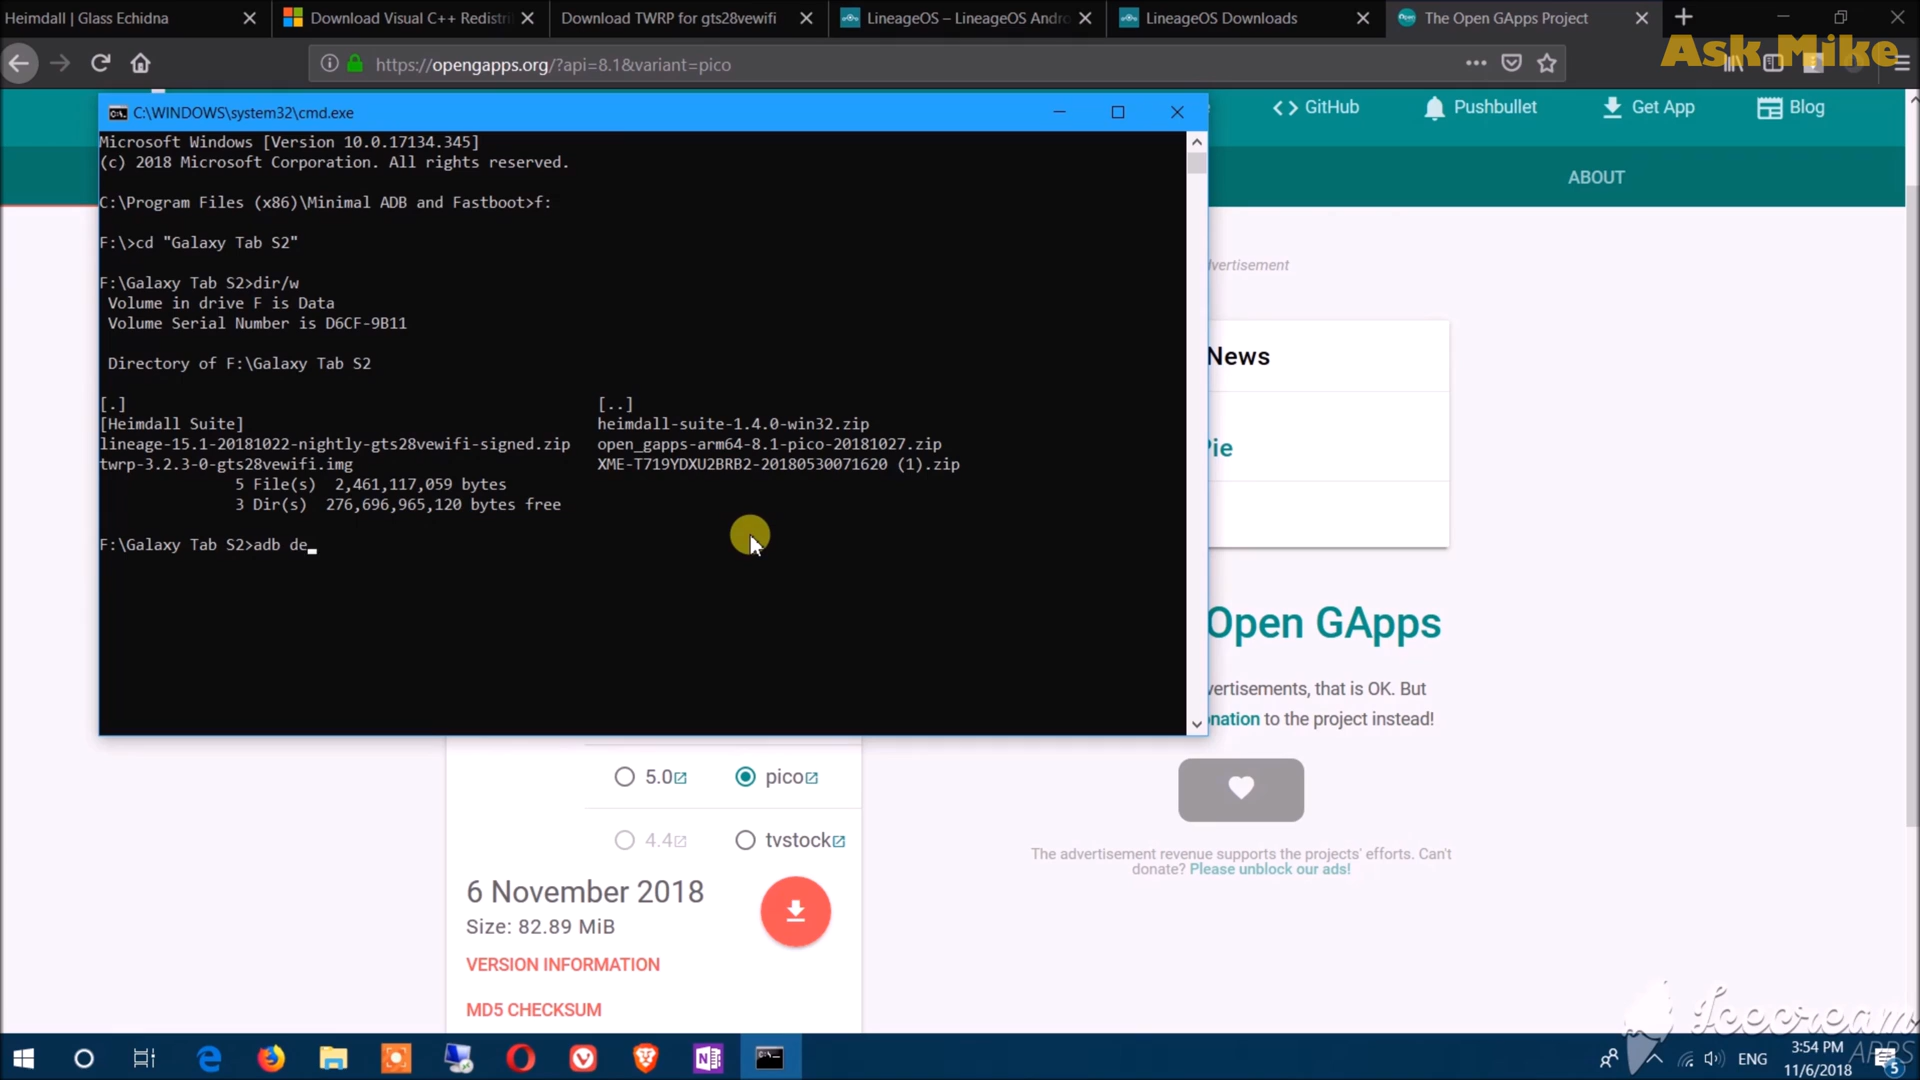 Heimdall | Glass Echidna
Download Visual C++ Redistri
Download TWRP for gts28vewifi
LineageOS – LineageOS Andro
LineageOS Downloads
The Open GApps Project
Ask Mike
https://opengapps.org/?api=8.1&variant=pico
C:\WINDOWS\system32\cmd.exe
GitHub
Pushbullet
Get App
Blog
ABOUT
Microsoft Windows [Version 10.0.17134.345]
(c) 2018 Microsoft Corporation. All rights reserved.
C:\Program Files (x86)\Minimal ADB and Fastboot>f:
F:\>cd "Galaxy Tab S2"
F:\Galaxy Tab S2>dir/w
Volume in drive F is Data
Volume Serial Number is D6CF-9B11
Directory of F:\Galaxy Tab S2
[.] [..]
[Heimdall Suite] heimdall-suite-1.4.0-win32.zip
lineage-15.1-20181022-nightly-gts28vewifi-signed.zip open_gapps-arm64-8.1-pico-20181027.zip
twrp-3.2.3-0-gts28vewifi.img XME-T719YDXU2BRB2-20180530071620 (1).zip
5 File(s) 2,461,117,059 bytes
3 Dir(s) 276,696,965,120 bytes free
F:\Galaxy Tab S2>adb de_
vertisement
News
Pie
Open GApps
vertisements, that is OK. But
onation to the project instead!
The advertisement revenue supports the projects' efforts. Can't
donate? Please unblock our ads!
5.0 pico
4.4 tvstock
6 November 2018
Size: 82.89 MiB
VERSION INFORMATION
MD5 CHECKSUM
Icecream
APPS
ENG
3:54 PM
11/6/2018
5